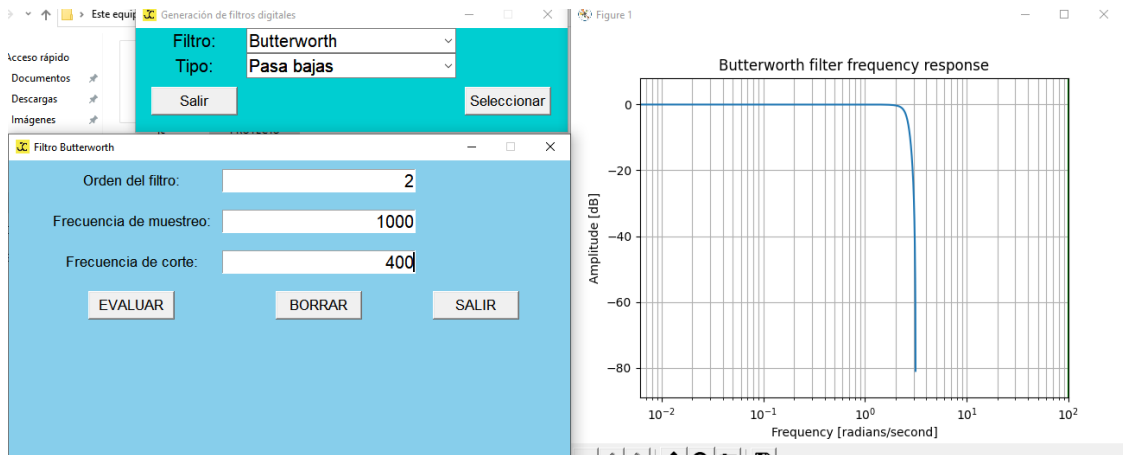 Este equip
Generación de filtros digitales
Acceso rápido
Documentos
Descargas
Imágenes
Filtro:
Butterworth
Tipo:
Pasa bajas
Salir
Seleccionar
Filtro Butterworth
Orden del filtro:
2
Frecuencia de muestreo:
1000
Frecuencia de corte:
400
EVALUAR
BORRAR
SALIR
Figure 1
Butterworth filter frequency response
Amplitude [dB]
0
−20
−40
−60
−80
10⁻²
10⁻¹
10⁰
10¹
10²
Frequency [radians/second]